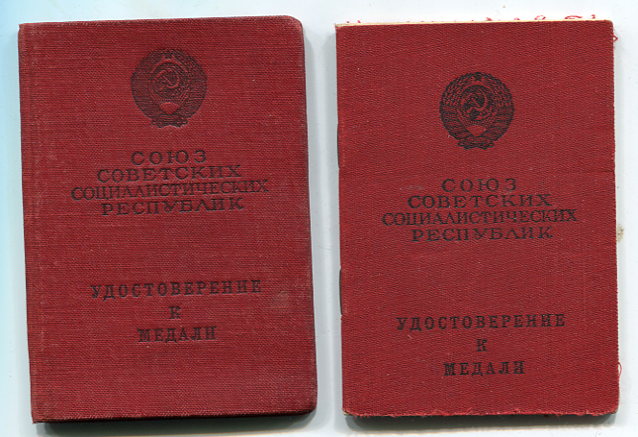 СОЮЗ
СОВЕТСКИХ
СОЦИАЛИСТИЧЕСКИХ
РЕСПУБЛИК
УДОСТОВЕРЕНИЕ
К
МЕДАЛИ
СОЮЗ
СОВЕТСКИХ
СОЦИАЛИСТИЧЕСКИХ
РЕСПУБЛИК
УДОСТОВЕРЕНИЕ
К
МЕДАЛИ